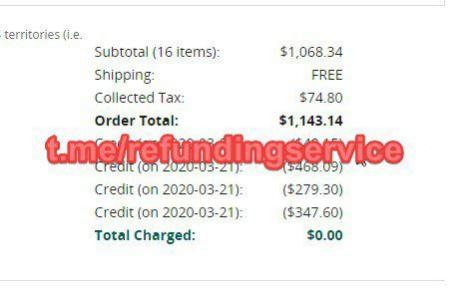 territories (i.e.
Subtotal (16 items): $1,068.34
Shipping: FREE
Collected Tax: $74.80
Order Total: $1,143.14
t.me/refundingservice
Credit (on 2020-03-21): ($468.09)
Credit (on 2020-03-21): ($279.30)
Credit (on 2020-03-21): ($347.60)
Total Charged: $0.00